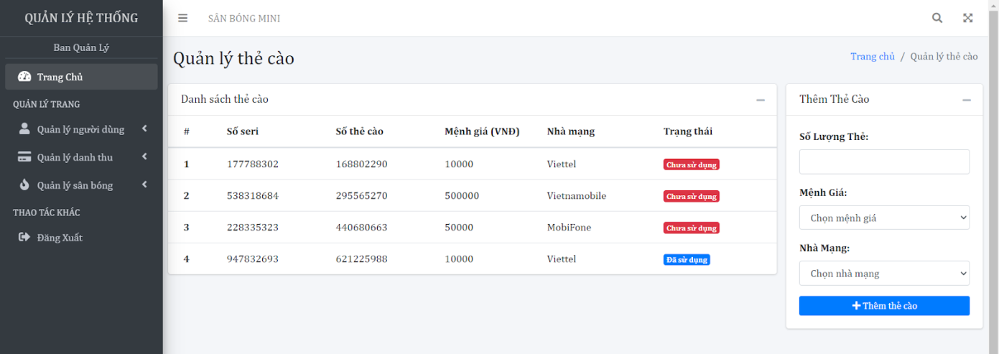 QUẢN LÝ HỆ THỐNG
SÂN BÓNG MINI
Ban Quản Lý
Trang Chủ
QUẢN LÝ TRANG
Quản lý người dùng
Quản lý danh thu
Quản lý sân bóng
THAO TÁC KHÁC
Đăng Xuất
Quản lý thẻ cào
Trang chủ / Quản lý thẻ cào
Danh sách thẻ cào
# Số seri Số thẻ cào Mệnh giá (VNĐ) Nhà mạng Trạng thái
1 177788302 168802290 10000 Viettel Chưa sử dụng
2 538318684 295565270 500000 Vietnamobile Chưa sử dụng
3 228335323 440680663 50000 MobiFone Chưa sử dụng
4 947832693 621225988 10000 Viettel Đã sử dụng
Thêm Thẻ Cào
Số Lượng Thẻ:
Mệnh Giá:
Chọn mệnh giá
Nhà Mạng:
Chọn nhà mạng
Thêm thẻ cào